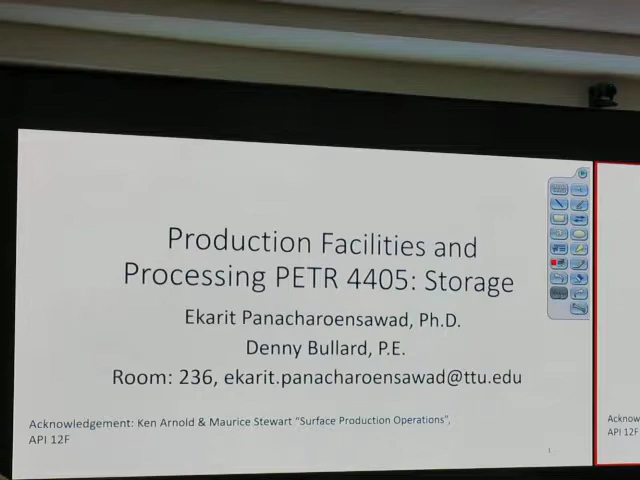 Production Facilities and
Processing PETR 4405: Storage
Ekarit Panacharoensawad, Ph.D.
Denny Bullard, P.E.
Room: 236, ekarit.panacharoensawad@ttu.edu
Acknowledgement: Ken Arnold & Maurice Stewart “Surface Production Operations”,
API 12F
1
Acknow
API 12F